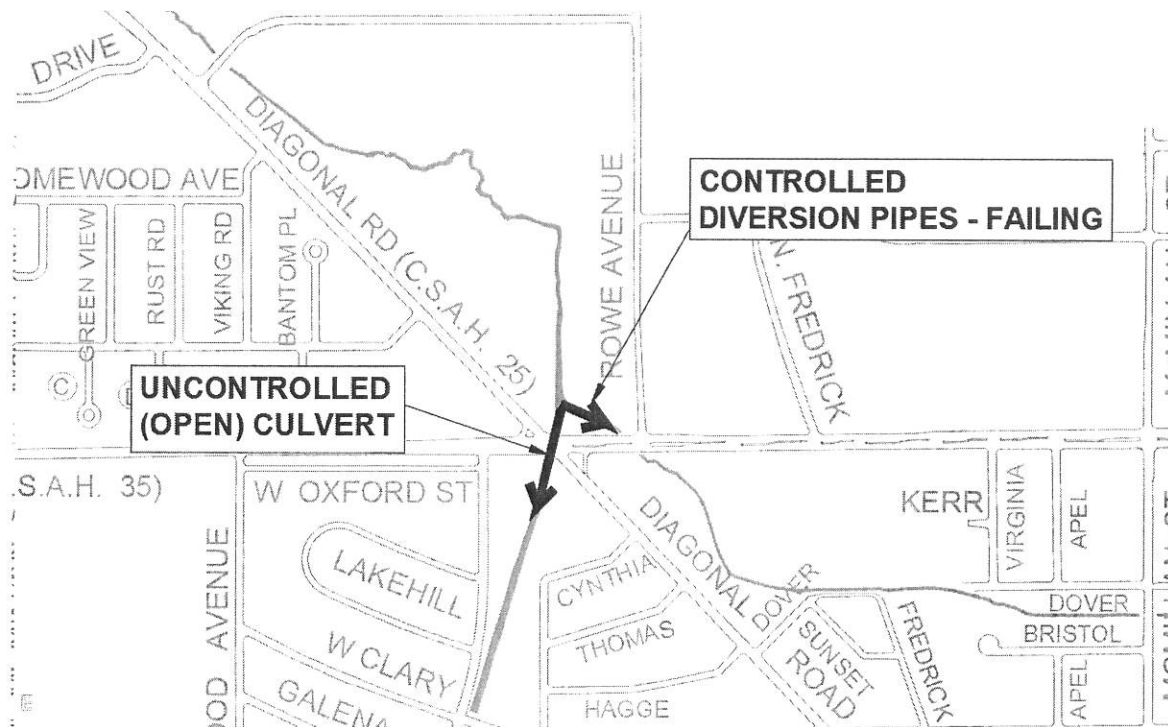 DRIVE
DIAGONAL RD (C.S.A.H. 25)
OMEWOOD AVE
GREEN VIEW
RUST RD
VIKING RD
BANTOM PL
ROWE AVENUE
CONTROLLED
DIVERSION PIPES - FAILING
N. FREDRICK
UNCONTROLLED
(OPEN) CULVERT
.S.A.H. 35)
W OXFORD ST
OOD AVENUE
LAKEHILL
W CLARY
GALENA
CYNTHIA
THOMAS
HAGGE
DIAGONAL
DOVER
SUNSET
ROAD
FREDRICK
KERR
VIRGINIA
APEL
DOVER
BRISTOL
APEL